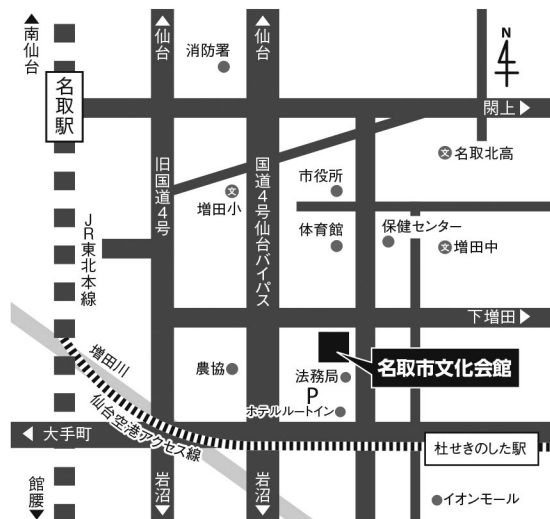 ▲南仙台
▲仙台
消防署
▲仙台
N
名取駅
閖上▶
文 名取北高
旧国道4号
国道4号仙台バイパス
市役所
文
増田小
JR東北本線
体育館
保健センター
文 増田中
下増田▶
増田川
農協
名取市文化会館
法務局
P
ホテルルートイン
仙台空港アクセス線
◀大手町
杜せきのした駅
館腰▼
岩沼▼
岩沼▼
イオンモール